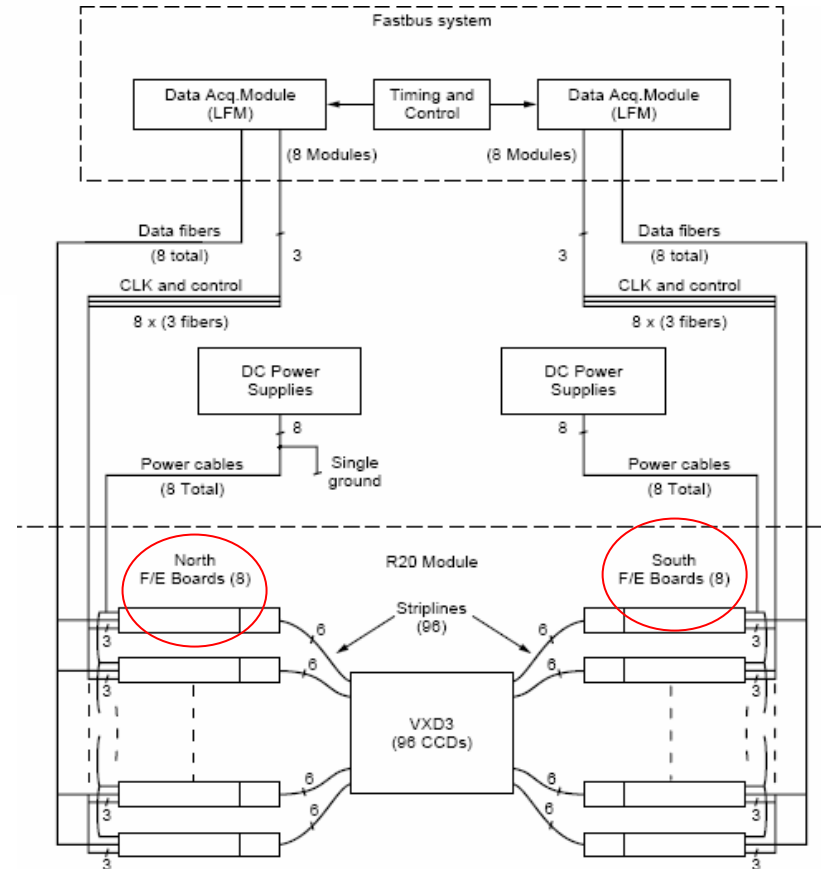 Fastbus system
Data Acq.Module
(LFM)
Timing and
Control
Data Acq.Module
(LFM)
(8 Modules)
(8 Modules)
Data fibers
(8 total)
3
3
Data fibers
(8 total)
CLK and control
8 x (3 fibers)
CLK and control
8 x (3 fibers)
DC Power
Supplies
DC Power
Supplies
8
8
Single
ground
Power cables
(8 Total)
Power cables
(8 Total)
North
F/E Boards (8)
R20 Module
South
F/E Boards (8)
Striplines
(96)
6
6
3
3
6
6
3
3
VXD3
(96 CCDs)
6
6
3
3
6
6
3
3